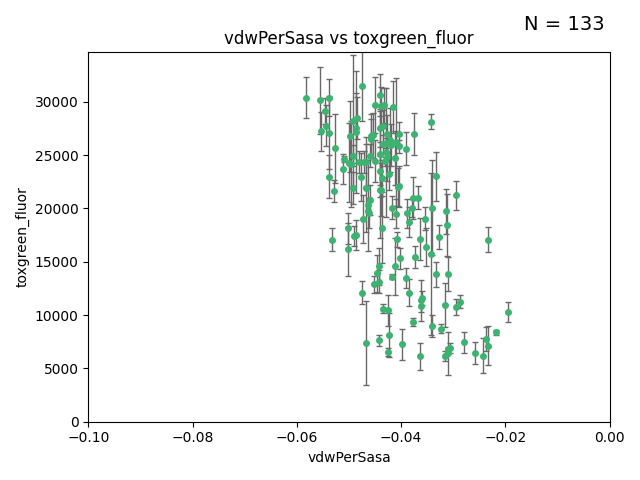 N = 133
vdwPerSasa vs toxgreen_fluor
toxgreen_fluor
30000
25000
20000
15000
10000
5000
0
−0.10 −0.08 −0.06 −0.04 −0.02 0.00
vdwPerSasa